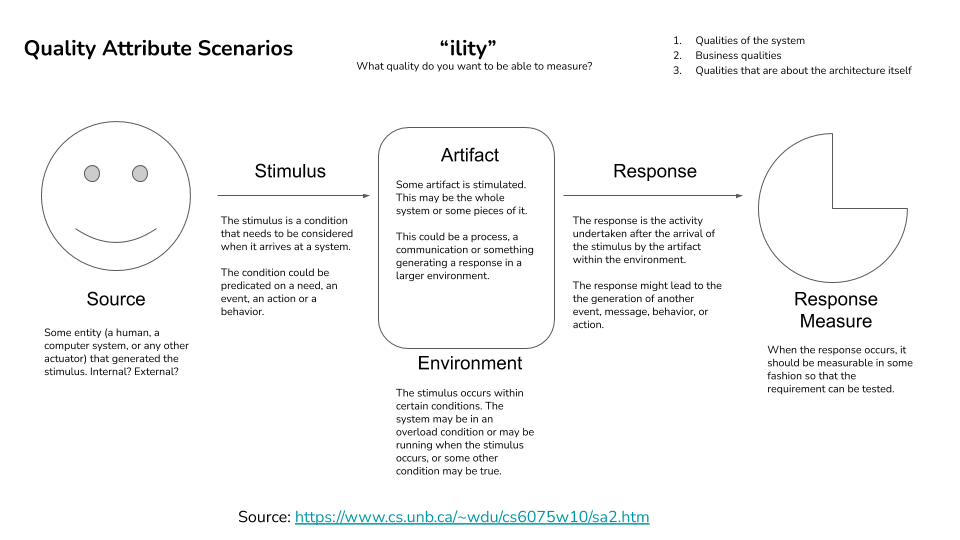 Quality Attribute Scenarios
“ility”
What quality do you want to be able to measure?
1. Qualities of the system
2. Business qualities
3. Qualities that are about the architecture itself
Source
Some entity (a human, a
computer system, or any other
actuator) that generated the
stimulus. Internal? External?
Stimulus
The stimulus is a condition
that needs to be considered
when it arrives at a system.
The condition could be
predicated on a need, an
event, an action or a
behavior.
Artifact
Some artifact is stimulated.
This may be the whole
system or some pieces of it.
This could be a process, a
communication or something
generating a response in a
larger environment.
Environment
The stimulus occurs within
certain conditions. The
system may be in an
overload condition or may be
running when the stimulus
occurs, or some other
condition may be true.
Response
The response is the activity
undertaken after the arrival of
the stimulus by the artifact
within the environment.
The response might lead to the
the generation of another
event, message, behavior, or
action.
Response
Measure
When the response occurs, it
should be measurable in some
fashion so that the
requirement can be tested.
Source: https://www.cs.unb.ca/~wdu/cs6075w10/sa2.htm